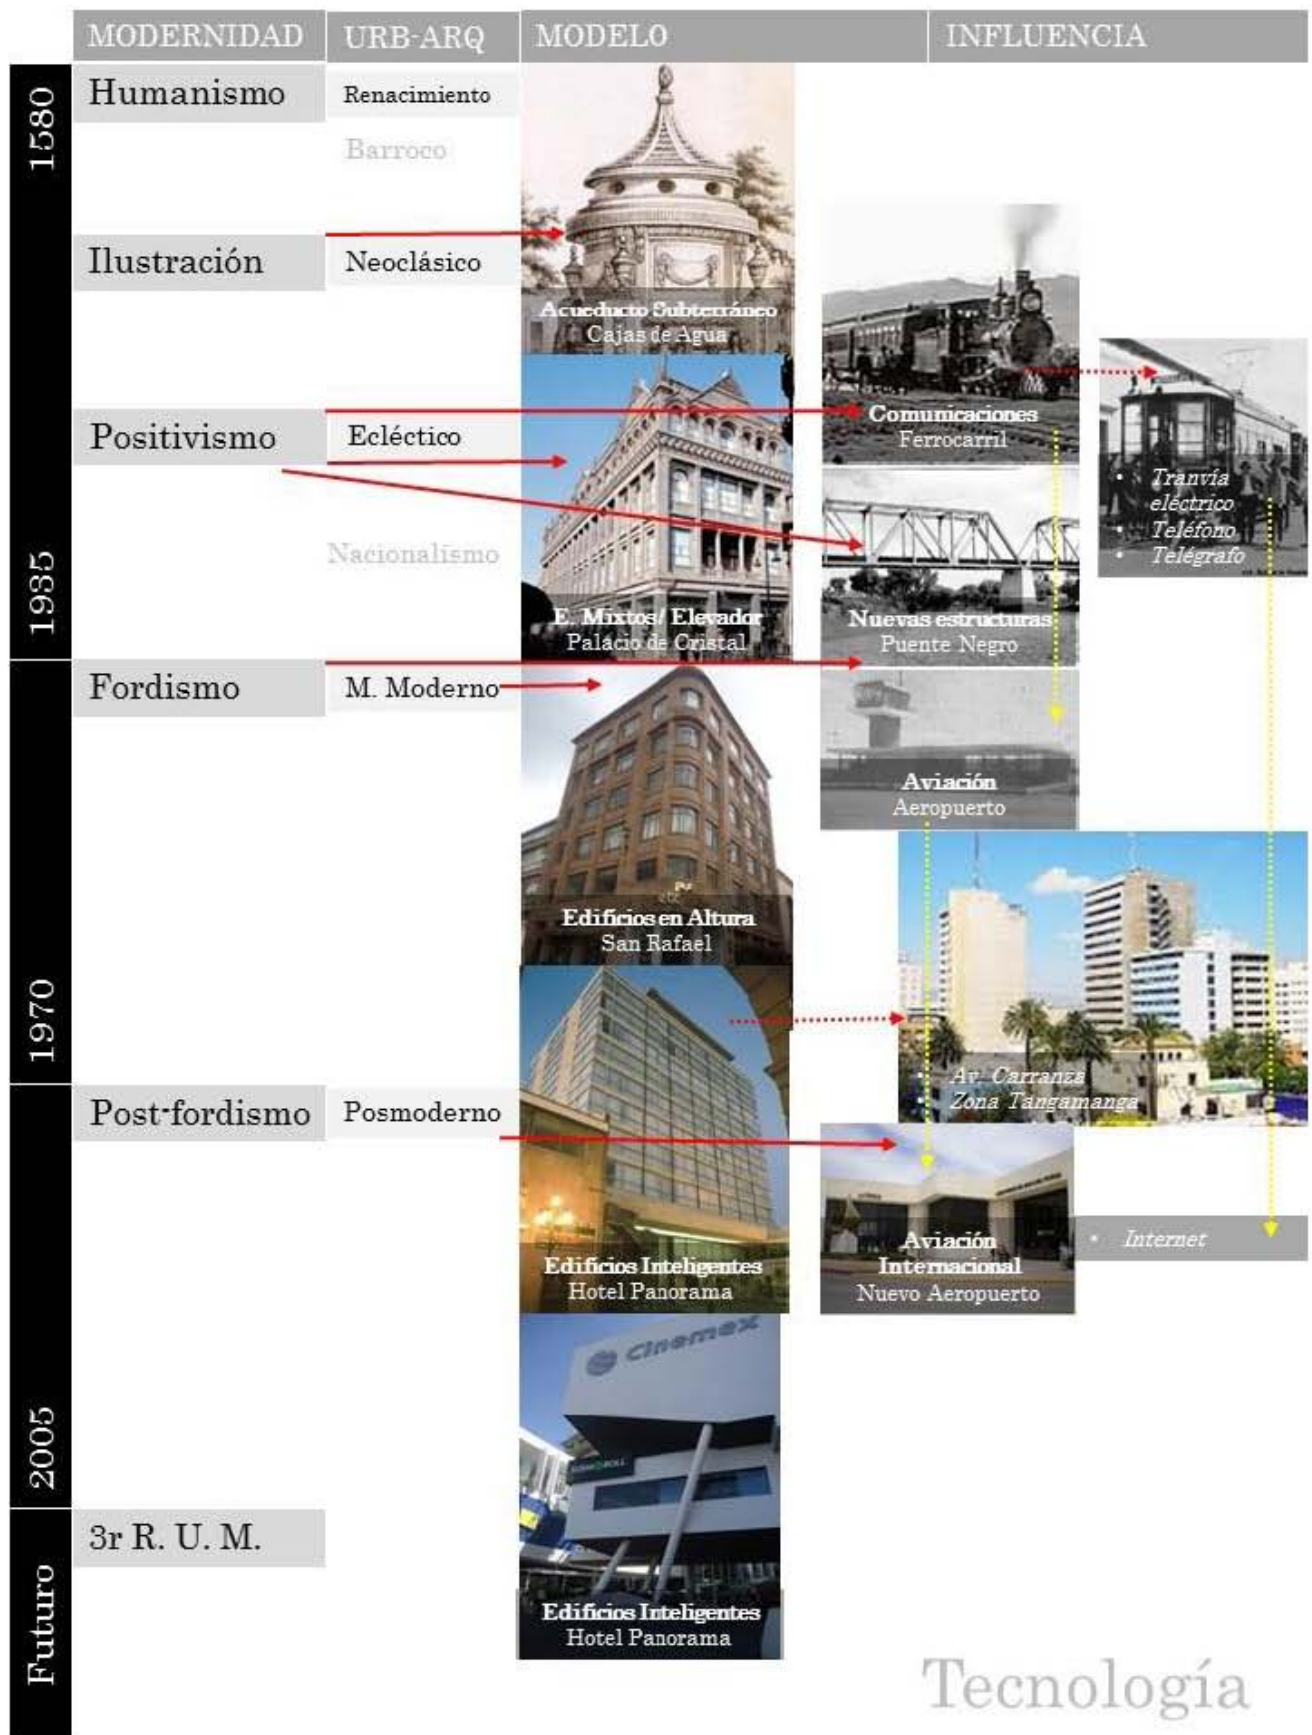 MODERNIDAD
URB-ARQ
MODELO
INFLUENCIA
1580
Humanismo
Renacimiento
Barroco
Ilustración
Neoclásico
Acueducto Subterráneo
Cajas de Agua
Positivismo
Ecléctico
Comunicaciones
Ferrocarril
• Tranvía
eléctrico
• Teléfono
• Telégrafo
Nacionalismo
1935
E. Mixtos/ Elevador
Palacio de Cristal
Nuevas estructuras
Puente Negro
Fordismo
M. Moderno
Aviación
Aeropuerto
Edificios en Altura
San Rafael
1970
• Av. Carranza
• Zona Tangamanga
Post-fordismo
Posmoderno
Edificios Inteligentes
Hotel Panorama
Aviación
Internacional
Nuevo Aeropuerto
• Internet
Cinemex
2005
3r R. U. M.
Futuro
Edificios Inteligentes
Hotel Panorama
Tecnología